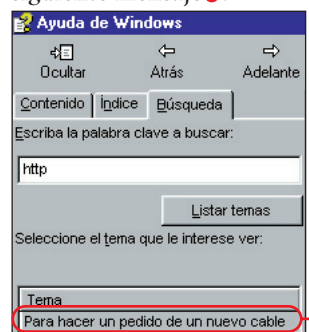 Ayuda de Windows
Ocultar Atrás Adelante
Contenido Índice Búsqueda
Escriba la palabra clave a buscar:
http
Listar temas
Seleccione el tema que le interese ver:
Tema
Para hacer un pedido de un nuevo cable